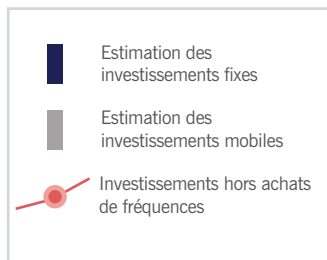 Estimation des
investissements fixes
Estimation des
investissements mobiles
Investissements hors achats
de fréquences